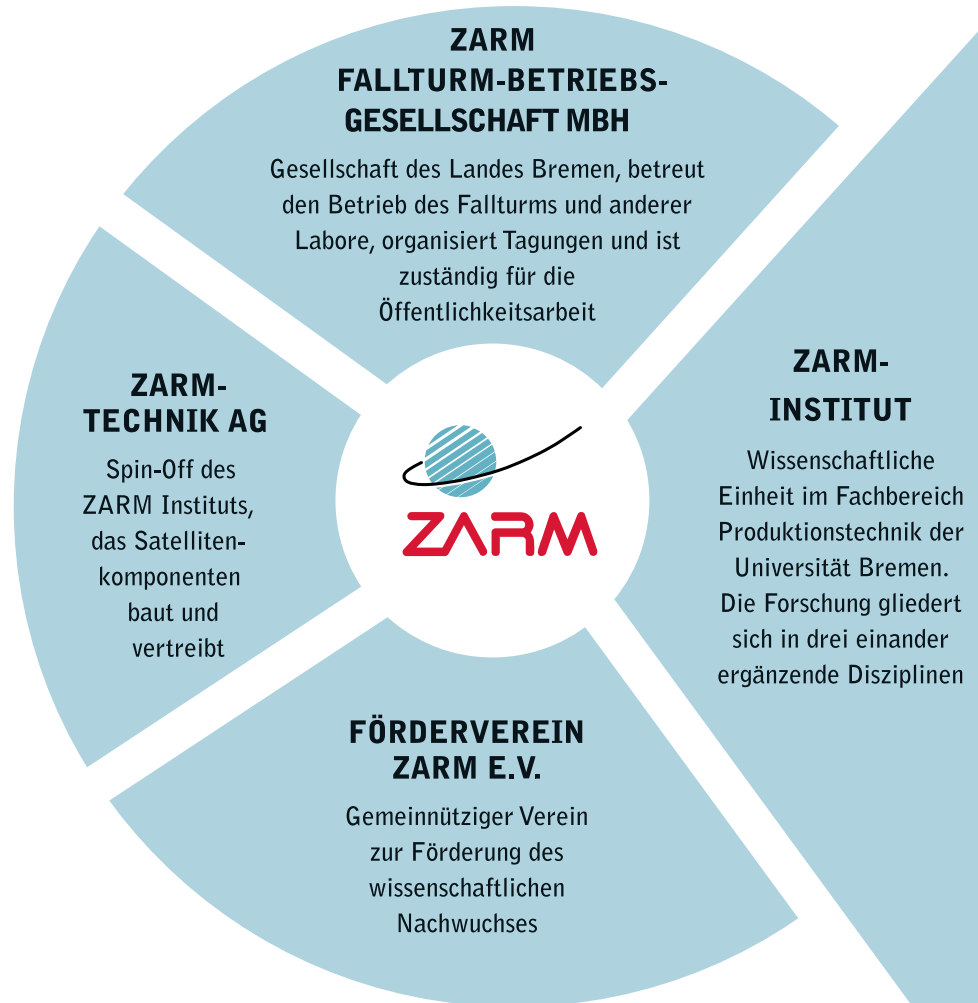 ZARM
FALLTURM-BETRIEBS-
GESELLSCHAFT MBH
Gesellschaft des Landes Bremen, betreut
den Betrieb des Fallturms und anderer
Labore, organisiert Tagungen und ist
zuständig für die
Öffentlichkeitsarbeit
ZARM-
TECHNIK AG
Spin-Off des
ZARM Instituts,
das Satelliten-
komponenten
baut und
vertreibt
ZARM
ZARM-
INSTITUT
Wissenschaftliche
Einheit im Fachbereich
Produktionstechnik der
Universität Bremen.
Die Forschung gliedert
sich in drei einander
ergänzende Disziplinen
FÖRDERVEREIN
ZARM E.V.
Gemeinnütziger Verein
zur Förderung des
wissenschaftlichen
Nachwuchses